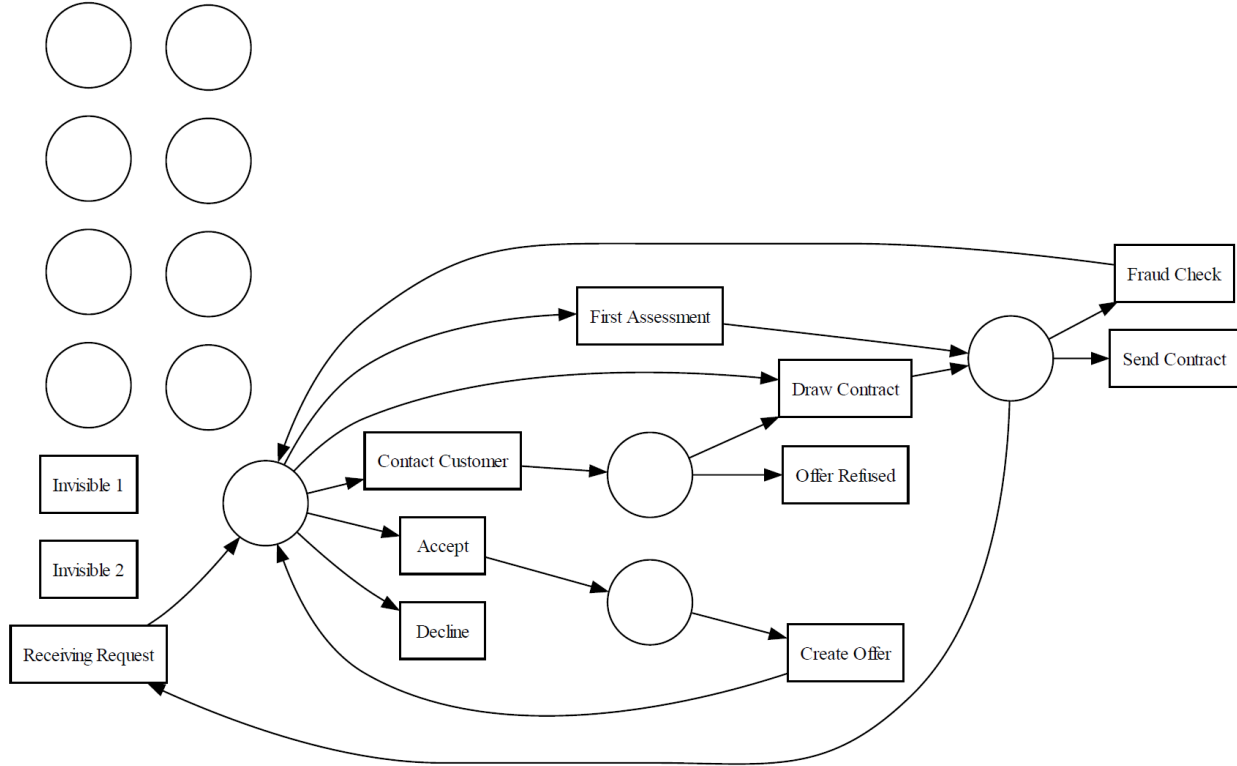 Fraud Check
First Assessment
Send Contract
Draw Contract
Contact Customer
Offer Refused
Invisible 1
Accept
Invisible 2
Decline
Receiving Request
Create Offer